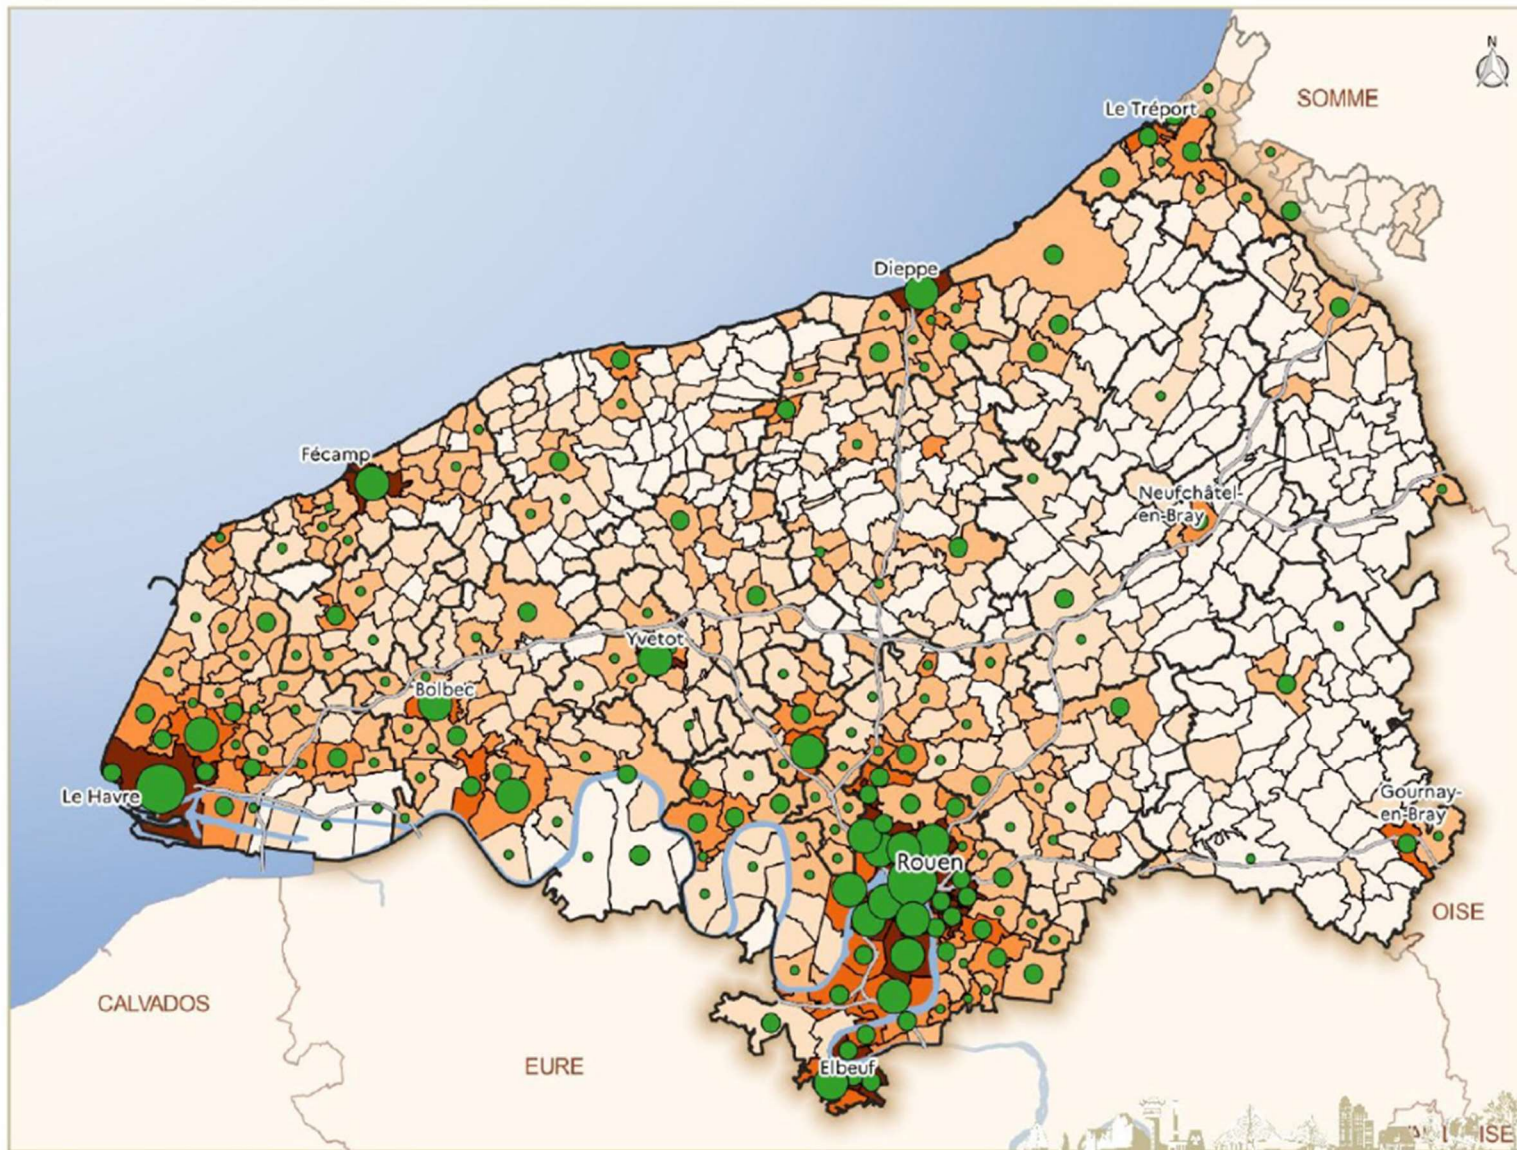 N
SOMME
Le Tréport
Dieppe
Fécamp
Neufchâtel-
en-Bray
Yvetot
Bolbec
Le Havre
Gournay-
en-Bray
Rouen
OISE
CALVADOS
EURE
Elbeuf